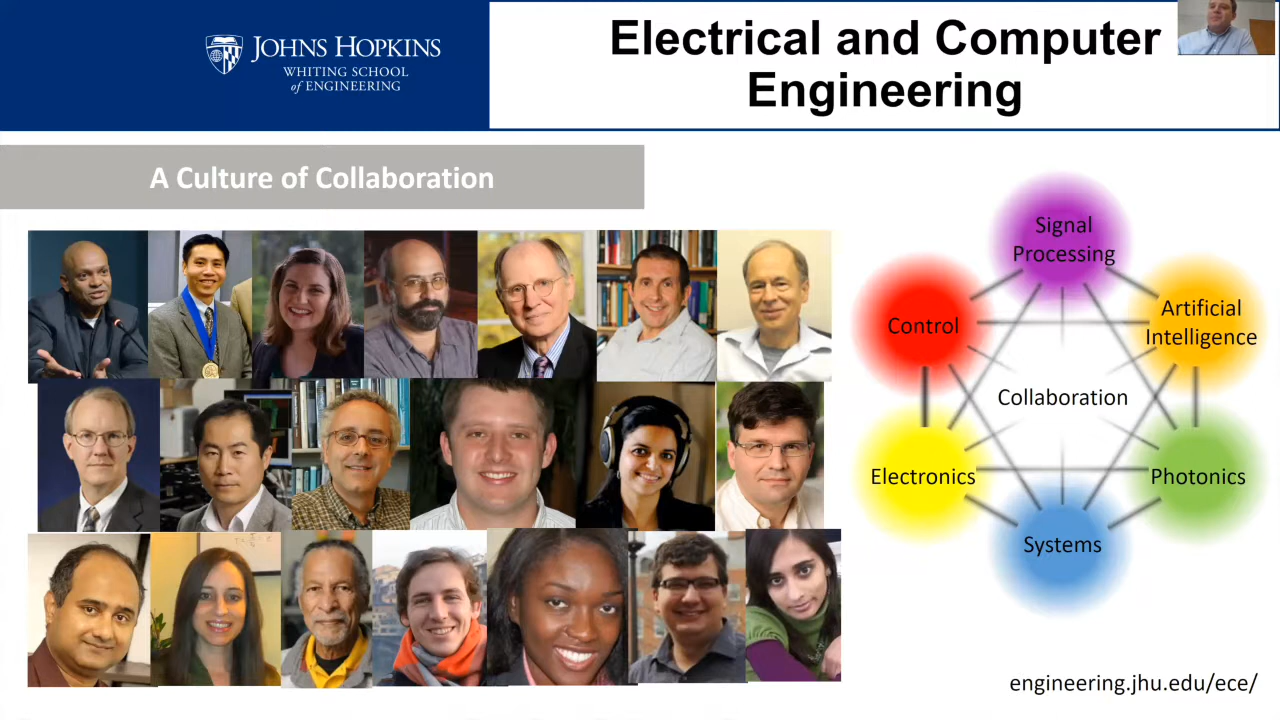 JOHNS HOPKINS
WHITING SCHOOL
of ENGINEERING
Electrical and Computer
Engineering
A Culture of Collaboration
Signal
Processing
Control
Artificial
Intelligence
Collaboration
Electronics
Photonics
Systems
engineering.jhu.edu/ece/